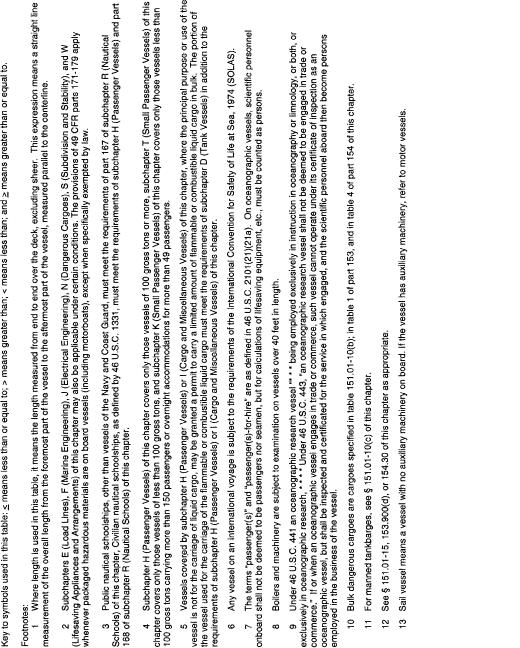 Key to symbols used in this table: ≤ means less than or equal to; > means greater than; < means less than; and ≥ means greater than or equal to.
Footnotes:
1 Where length is used in this table, it means the length measured from end to end over the deck, excluding sheer. This expression means a straight line
measurement of the overall length from the foremost part of the vessel to the aftermost part of the vessel, measured parallel to the centerline.
2 Subchapters E (Load Lines), F (Marine Engineering), J (Electrical Engineering), N (Dangerous Cargoes), S (Subdivision and Stability), and W
(Lifesaving Appliances and Arrangements) of this chapter may also be applicable under certain conditions. The provisions of 49 CFR parts 171-179 apply
whenever packaged hazardous materials are on board vessels (including motorboats), except when specifically exempted by law.
3 Public nautical schoolships, other than vessels of the Navy and Coast Guard, must meet the requirements of part 167 of subchapter R (Nautical
Schools) of this chapter. Civilian nautical schoolships, as defined by 46 U.S.C. 1331, must meet the requirements of subchapter H (Passenger Vessels) and part
168 of subchapter R (Nautical Schools) of this chapter.
4 Subchapter H (Passenger Vessels) of this chapter covers only those vessels of 100 gross tons or more, subchapter T (Small Passenger Vessels) of this
chapter covers only those vessels of less than 100 gross tons, and subchapter K (Small Passenger Vessels) of this chapter covers only those vessels less than
100 gross tons carrying more than 150 passengers or overnight accommodations for more than 49 passengers.
5 Vessels covered by subchapter H (Passenger Vessels) or I (Cargo and Miscellaneous Vessels) of this chapter, where the principal purpose or use of the
vessel is not for the carriage of liquid cargo, may be granted a permit to carry a limited amount of flammable or combustible liquid cargo in bulk. The portion of
the vessel used for the carriage of the flammable or combustible liquid cargo must meet the requirements of subchapter D (Tank Vessels) in addition to the
requirements of subchapter H (Passenger Vessels) or I (Cargo and Miscellaneous Vessels) of this chapter.
6 Any vessel on an international voyage is subject to the requirements of the International Convention for Safety of Life at Sea, 1974 (SOLAS).
7 The terms "passenger(s)" and "passenger(s)-for-hire" are as defined in 46 U.S.C. 2101(21)(21a). On oceanographic vessels, scientific personnel
onboard shall not be deemed to be passengers nor seamen, but for calculations of lifesaving equipment, etc. must be counted as persons.
8 Boilers and machinery are subject to examination on vessels over 40 feet in length.
9 Under 46 U.S.C. 441 an oceanographic research vessel "* * * being employed exclusively in instruction in oceanography or limnology, or both, or
exclusively in oceanographic research, * * *" Under 46 U.S.C. 443, "an oceanographic research vessel shall not be deemed to be engaged in trade or
commerce." If or when an oceanographic vessel engages in trade or commerce, such vessel cannot operate under its certificate of Inspection as an
oceanographic vessel, but shall be inspected and certificated for the service in which engaged, and the scientific personnel aboard then become persons
employed in the business of the vessel.
10 Bulk dangerous cargoes are cargoes specified in table 151.01-10(b); in table 1 of part 153, and in table 4 of part 154 of this chapter.
11 For manned tankbarges, see § 151.01-10(c) of this chapter.
12 See § 151.01-15, 153.900(d), or 154.30 of this chapter as appropriate.
13 Sail vessel means a vessel with no auxiliary machinery on board. If the vessel has auxiliary machinery, refer to motor vessels.